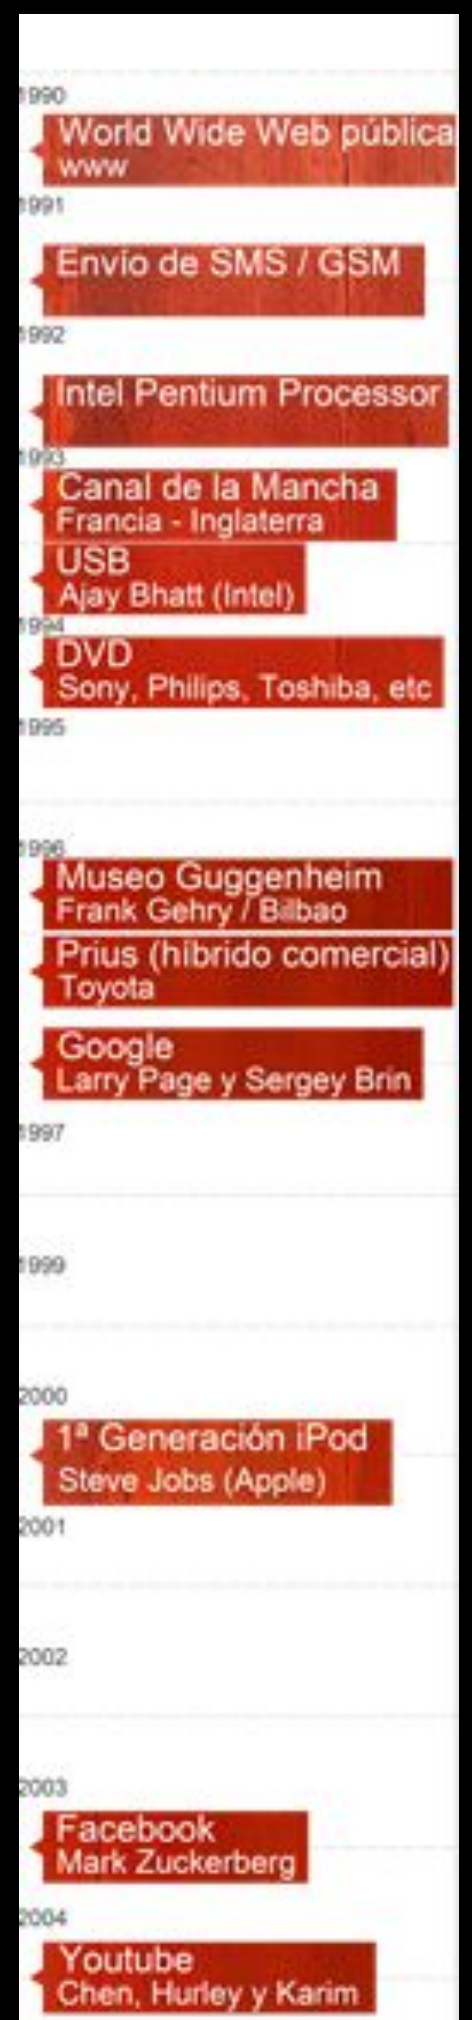 1990
World Wide Web pública
www
1991
Envío de SMS / GSM
1992
Intel Pentium Processor
1993
Canal de la Mancha
Francia - Inglaterra
USB
Ajay Bhatt (Intel)
1994
DVD
Sony, Philips, Toshiba, etc
1995
1996
Museo Guggenheim
Frank Gehry / Bilbao
Prius (híbrido comercial)
Toyota
Google
Larry Page y Sergey Brin
1997
1999
2000
1ª Generación iPod
Steve Jobs (Apple)
2001
2002
2003
Facebook
Mark Zuckerberg
2004
Youtube
Chen, Hurley y Karim